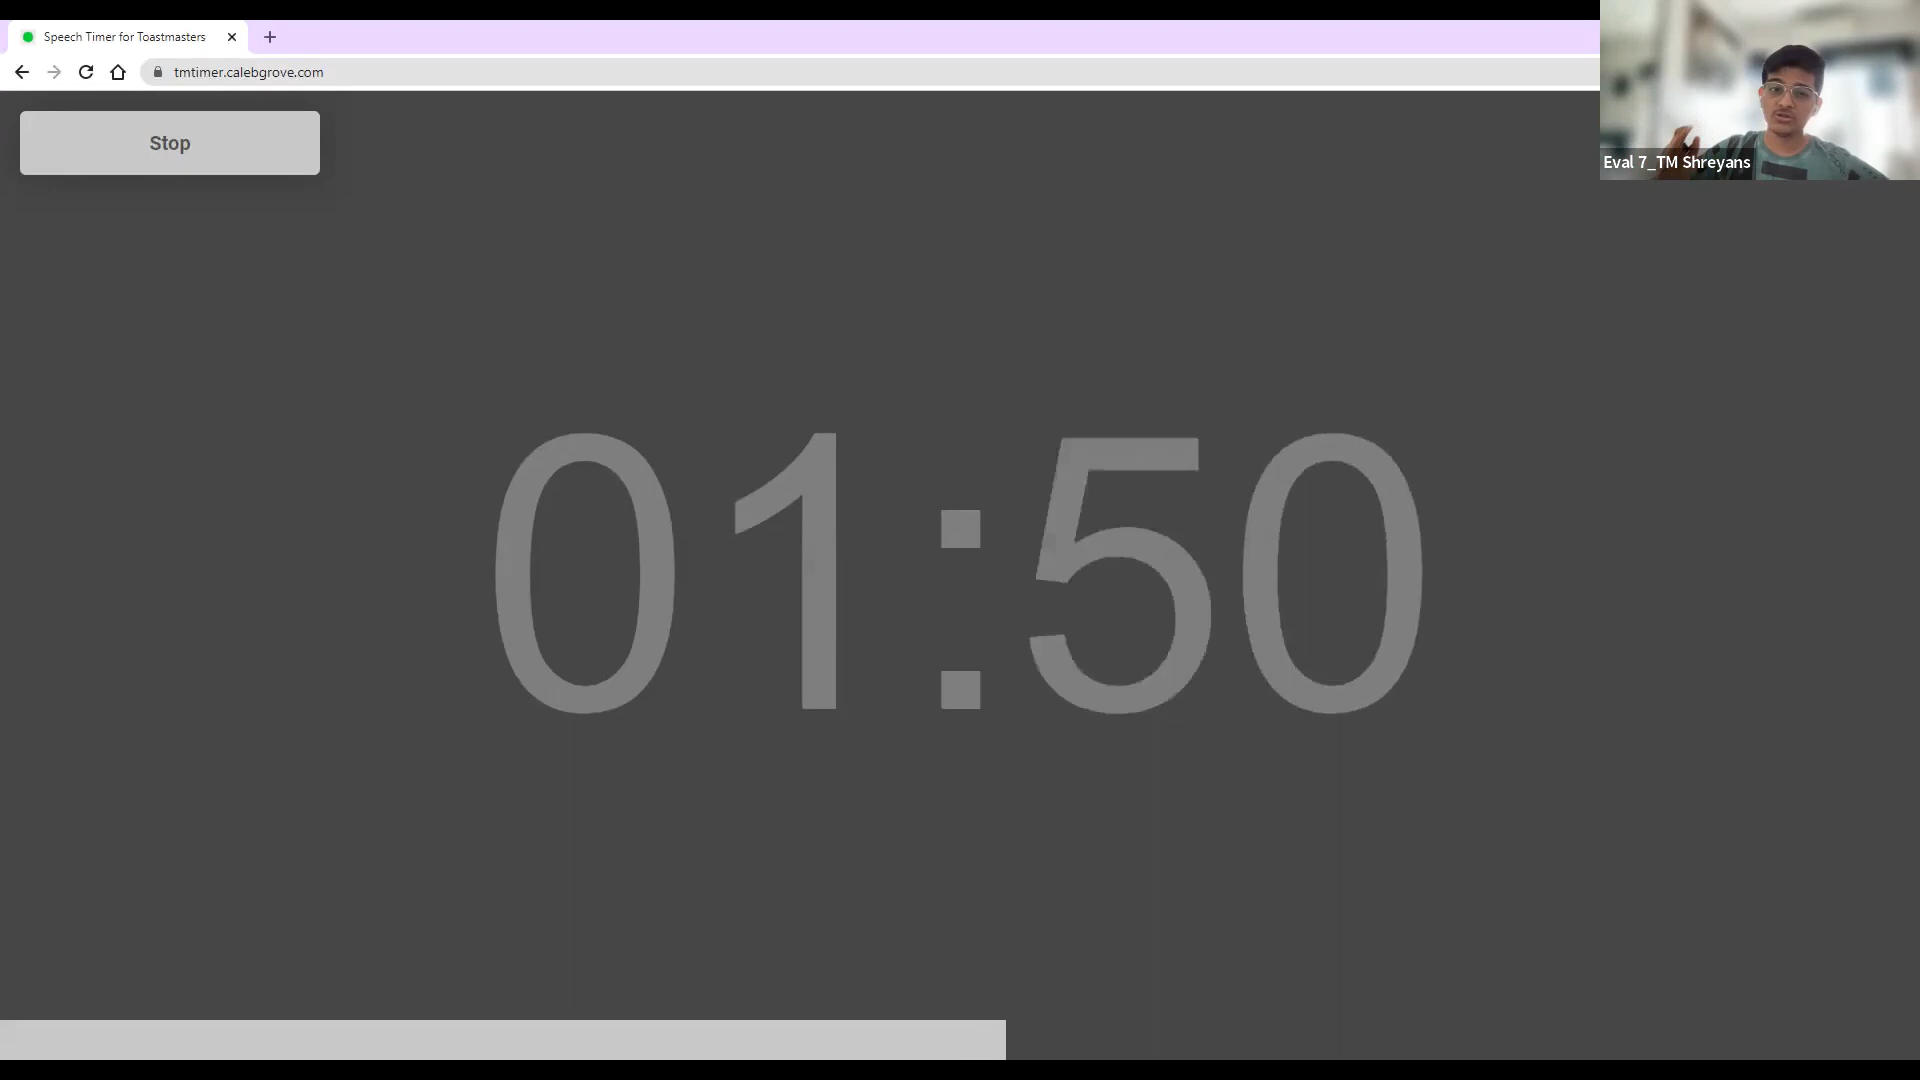 Speech Timer for Toastmasters
tmtimer.calebgrove.com
Stop
Eval 7_TM Shreyans
01:50